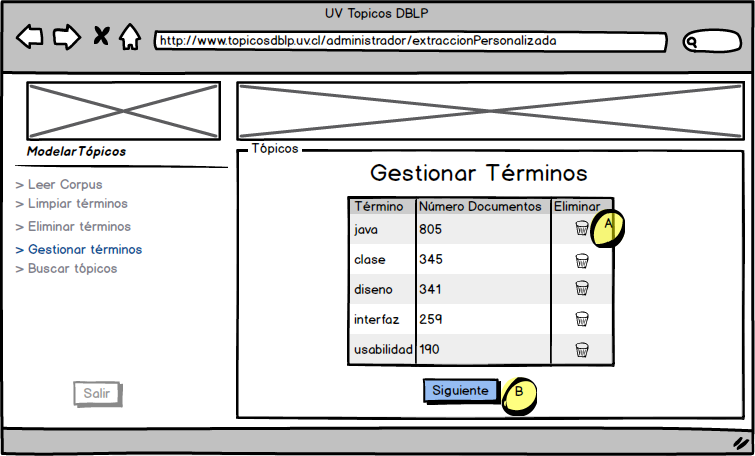 UV Topicos DBLP
http://www.topicosdblp.uv.cl/administrador/extraccionPersonalizada
Modelar Tópicos
> Leer Corpus
> Limpiar términos
> Eliminar términos
> Gestionar términos
> Buscar tópicos
Salir
Tópicos
Gestionar Términos
Término Número Documentos Eliminar
java 805
A
clase 345
diseno 341
interfaz 259
usabilidad 190
Siguiente
B